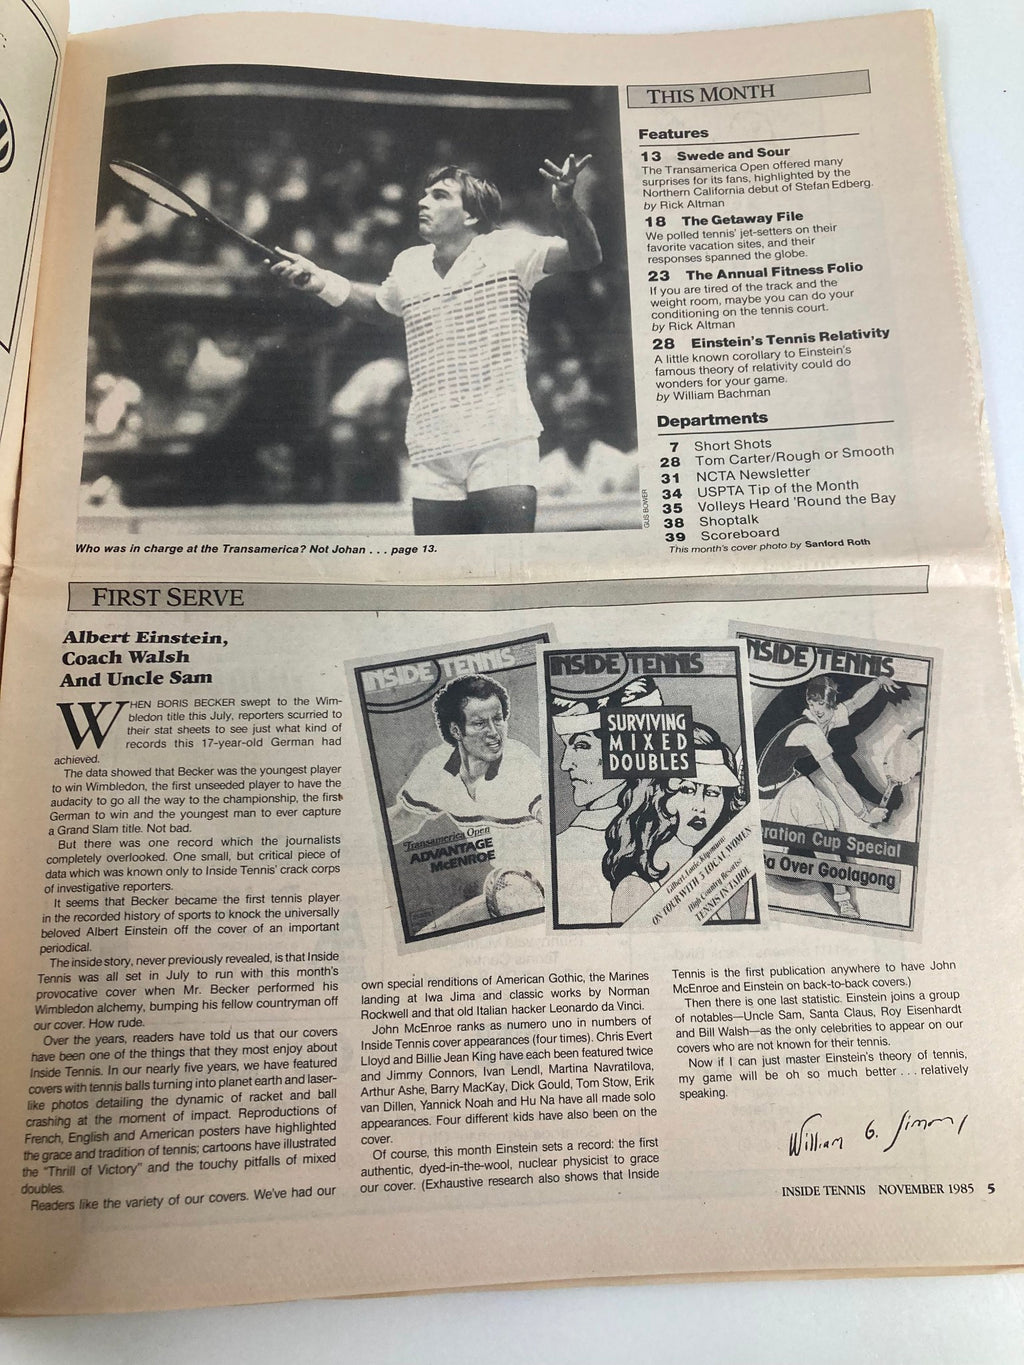 THIS MONTH
Features
13 Swede and Sour
The Transamerica Open offered many
surprises for its fans, highlighted by the
Northern California debut of Stefan Edberg.
by Rick Altman
18 The Getaway File
We polled tennis' jet-setters on their
favorite vacation sites, and their
responses spanned the globe.
23 The Annual Fitness Folio
If you are tired of the track and the
weight room, maybe you can do your
conditioning on the tennis court.
by Rick Altman
28 Einstein's Tennis Relativity
A little known corollary to Einstein's
famous theory of relativity could do
wonders for your game.
by William Bachman
Departments
7 Short Shots
28 Tom Carter/Rough or Smooth
31 NCTA Newsletter
34 USPTA Tip of the Month
35 Volleys Heard 'Round the Bay
38 Shoptalk
39 Scoreboard
This month's cover photo by Sanford Roth
GUS BOWER
Who was in charge at the Transamerica? Not Johan . . . page 13.
FIRST SERVE
Albert Einstein,
Coach Walsh
And Uncle Sam
WHEN BORIS BECKER swept to the Wim-
bledon title this July, reporters scurried to
their stat sheets to see just what kind of
records this 17-year-old German had
achieved.
The data showed that Becker was the youngest player
to win Wimbledon, the first unseeded player to have the
audacity to go all the way to the championship, the first
German to win and the youngest man to ever capture
a Grand Slam title. Not bad.
But there was one record which the journalists
completely overlooked. One small, but critical piece of
data which was known only to Inside Tennis' crack corps
of investigative reporters.
It seems that Becker became the first tennis player
in the recorded history of sports to knock the universally
beloved Albert Einstein off the cover of an important
periodical.
The inside story, never previously revealed, is that Inside
Tennis was all set in July to run with this month's
provocative cover when Mr. Becker performed his
Wimbledon alchemy, bumping his fellow countryman off
our cover. How rude.
Over the years, readers have told us that our covers
have been one of the things that they most enjoy about
Inside Tennis. In our nearly five years, we have featured
covers with tennis balls turning into planet earth and laser-
like photos detailing the dynamic of racket and ball
crashing at the moment of impact. Reproductions of
French, English and American posters have highlighted
the grace and tradition of tennis; cartoons have illustrated
the "Thrill of Victory" and the touchy pitfalls of mixed
doubles.
Readers like the variety of our covers. We've had our
INSIDE TENNIS
Transamerica Open
ADVANTAGE
McENROE
INSIDE TENNIS
SURVIVING
MIXED
DOUBLES
ON TOUR WITH 5 LOCAL WOMEN
High Country Resorts:
TENNIS IN TAHOE
INSIDE TENNIS
ration Cup Special
a Over Goolagong
own special renditions of American Gothic, the Marines
landing at Iwa Jima and classic works by Norman
Rockwell and that old Italian hacker Leonardo da Vinci.
John McEnroe ranks as numero uno in numbers of
Inside Tennis cover appearances (four times). Chris Evert
Lloyd and Billie Jean King have each been featured twice
and Jimmy Connors, Ivan Lendl, Martina Navratilova,
Arthur Ashe, Barry MacKay, Dick Gould, Tom Stow, Erik
van Dillen, Yannick Noah and Hu Na have all made solo
appearances. Four different kids have also been on the
cover.
Of course, this month Einstein sets a record: the first
authentic, dyed-in-the-wool, nuclear physicist to grace
our cover. (Exhaustive research also shows that Inside
Tennis is the first publication anywhere to have John
McEnroe and Einstein on back-to-back covers.)
Then there is one last statistic. Einstein joins a group
of notables—Uncle Sam, Santa Claus, Roy Eisenhardt
and Bill Walsh—as the only celebrities to appear on our
covers who are not known for their tennis.
Now if I can just master Einstein's theory of tennis,
my game will be oh so much better . . . relatively
speaking.
William G. Simons
INSIDE TENNIS NOVEMBER 1985 5